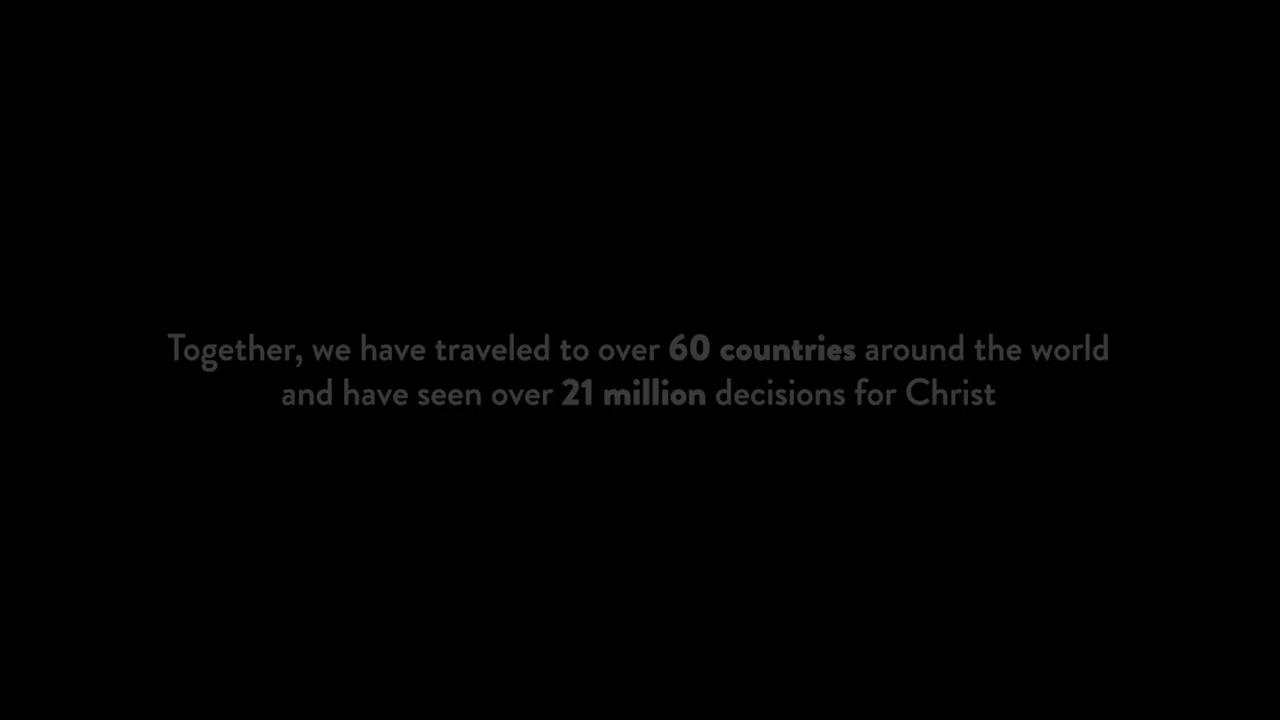 Together, we have traveled to over 60 countries around the world
and have seen over 21 million decisions for Christ